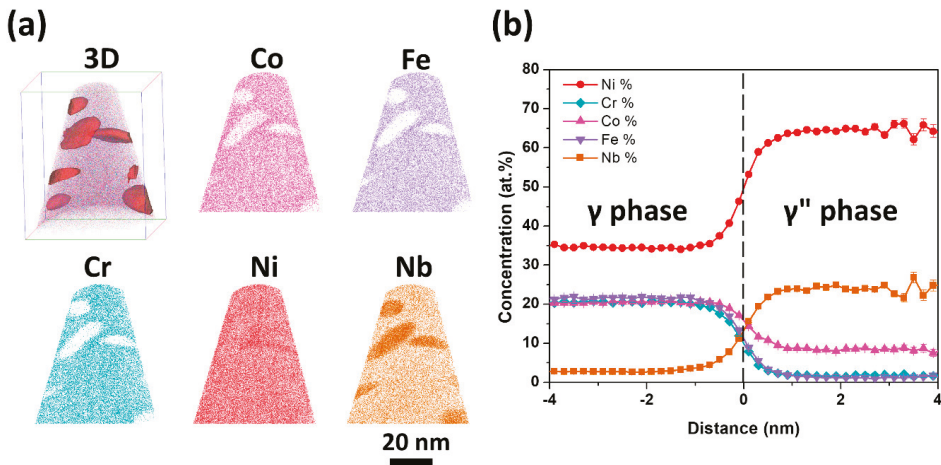 (a)
3D
Co
Fe
Cr
Ni
Nb
20 nm
(b)
Concentration (at.%)
80
70
60
50
40
30
20
10
0
Ni %
Cr %
Co %
Fe %
Nb %
γ phase
γ" phase
-4
-2
0
2
4
Distance (nm)